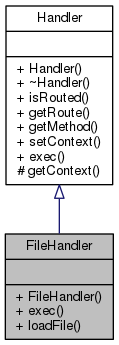 Handler
+ Handler()
+ ~Handler()
+ isRouted()
+ getRoute()
+ getMethod()
+ setContext()
+ exec()
# getContext()
FileHandler
+ FileHandler()
+ exec()
+ loadFile()